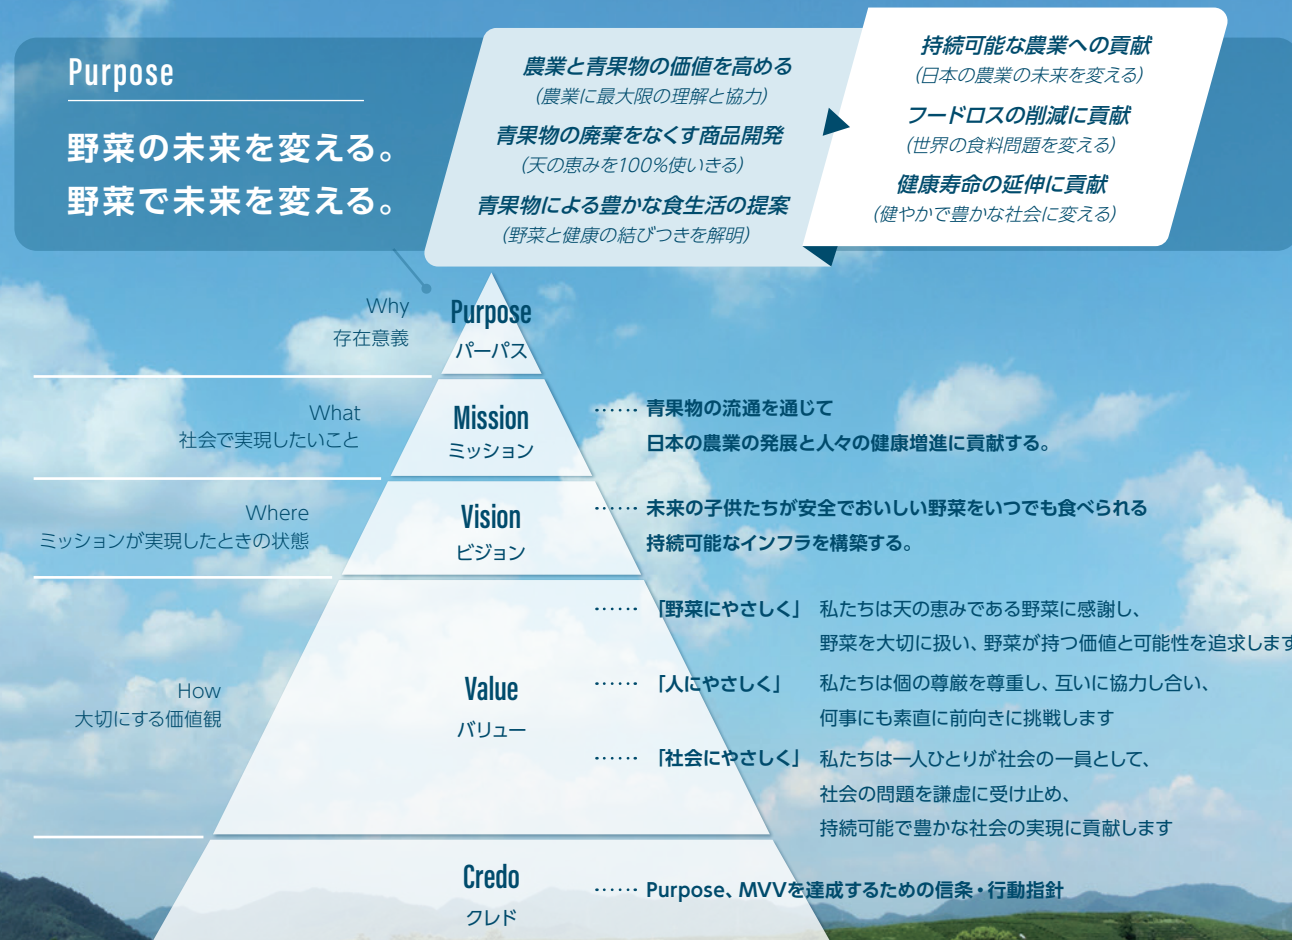 Purpose
野菜の未来を変える。
野菜で未来を変える。
農業と青果物の価値を高める
(農業に最大限の理解と協力)
青果物の廃棄をなくす商品開発
(天の恵みを100%使いきる)
青果物による豊かな食生活の提案
(野菜と健康の結びつきを解明)
持続可能な農業への貢献
(日本の農業の未来を変える)
フードロスの削減に貢献
(世界の食料問題を変える)
健康寿命の延伸に貢献
(健やかで豊かな社会に変える)
Why
存在意義
Purpose
パーパス
What
社会で実現したいこと
Mission
ミッション
…… 青果物の流通を通じて
日本の農業の発展と人々の健康増進に貢献する。
Where
ミッションが実現したときの状態
Vision
ビジョン
…… 未来の子供たちが安全でおいしい野菜をいつでも食べられる
持続可能なインフラを構築する。
How
大切にする価値観
Value
バリュー
…… 「野菜にやさしく」 私たちは天の恵みである野菜に感謝し、
野菜を大切に扱い、野菜が持つ価値と可能性を追求します
…… 「人にやさしく」 私たちは個の尊厳を尊重し、互いに協力し合い、
何事にも素直に前向きに挑戦します
…… 「社会にやさしく」 私たちは一人ひとりが社会の一員として、
社会の問題を謙虚に受け止め、
持続可能で豊かな社会の実現に貢献します
Credo
クレド
…… Purpose、MVVを達成するための信条・行動指針